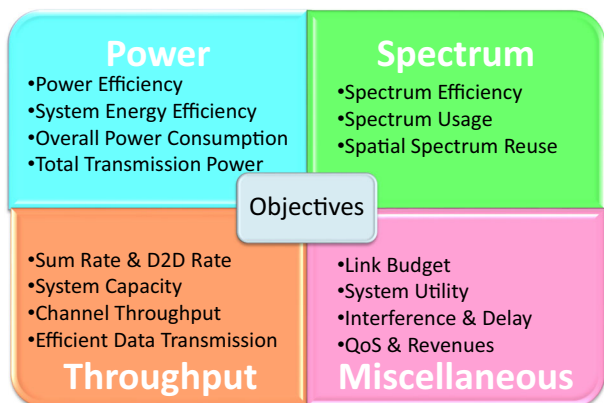 Power
•Power Efficiency
•System Energy Efficiency
•Overall Power Consumption
•Total Transmission Power
Spectrum
•Spectrum Efficiency
•Spectrum Usage
•Spatial Spectrum Reuse
Objectives
•Sum Rate & D2D Rate
•System Capacity
•Channel Throughput
•Efficient Data Transmission
Throughput
•Link Budget
•System Utility
•Interference & Delay
•QoS & Revenues
Miscellaneous